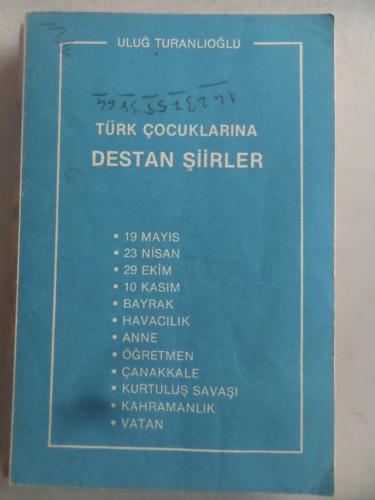 ULUĞ TURANLIOĞLU
TÜRK ÇOCUKLARINA
DESTAN ŞİİRLER
• 19 MAYIS
• 23 NİSAN
• 29 EKİM
• 10 KASIM
• BAYRAK
• HAVACILIK
• ANNE
• ÖĞRETMEN
• ÇANAKKALE
• KURTULUŞ SAVAŞI
• KAHRAMANLIK
• VATAN